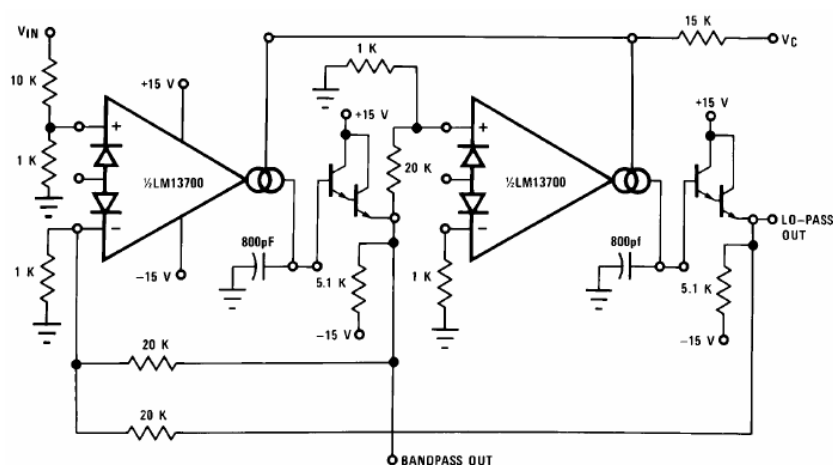 VIN
10 K
1 K
1 K
+
−
½LM13700
+15 V
−15 V
800pF
+15 V
5.1 K
−15 V
20 K
1 K
+
−
½LM13700
1 K
15 K
VC
800pf
+15 V
5.1 K
−15 V
LO-PASS
OUT
20 K
20 K
BANDPASS OUT